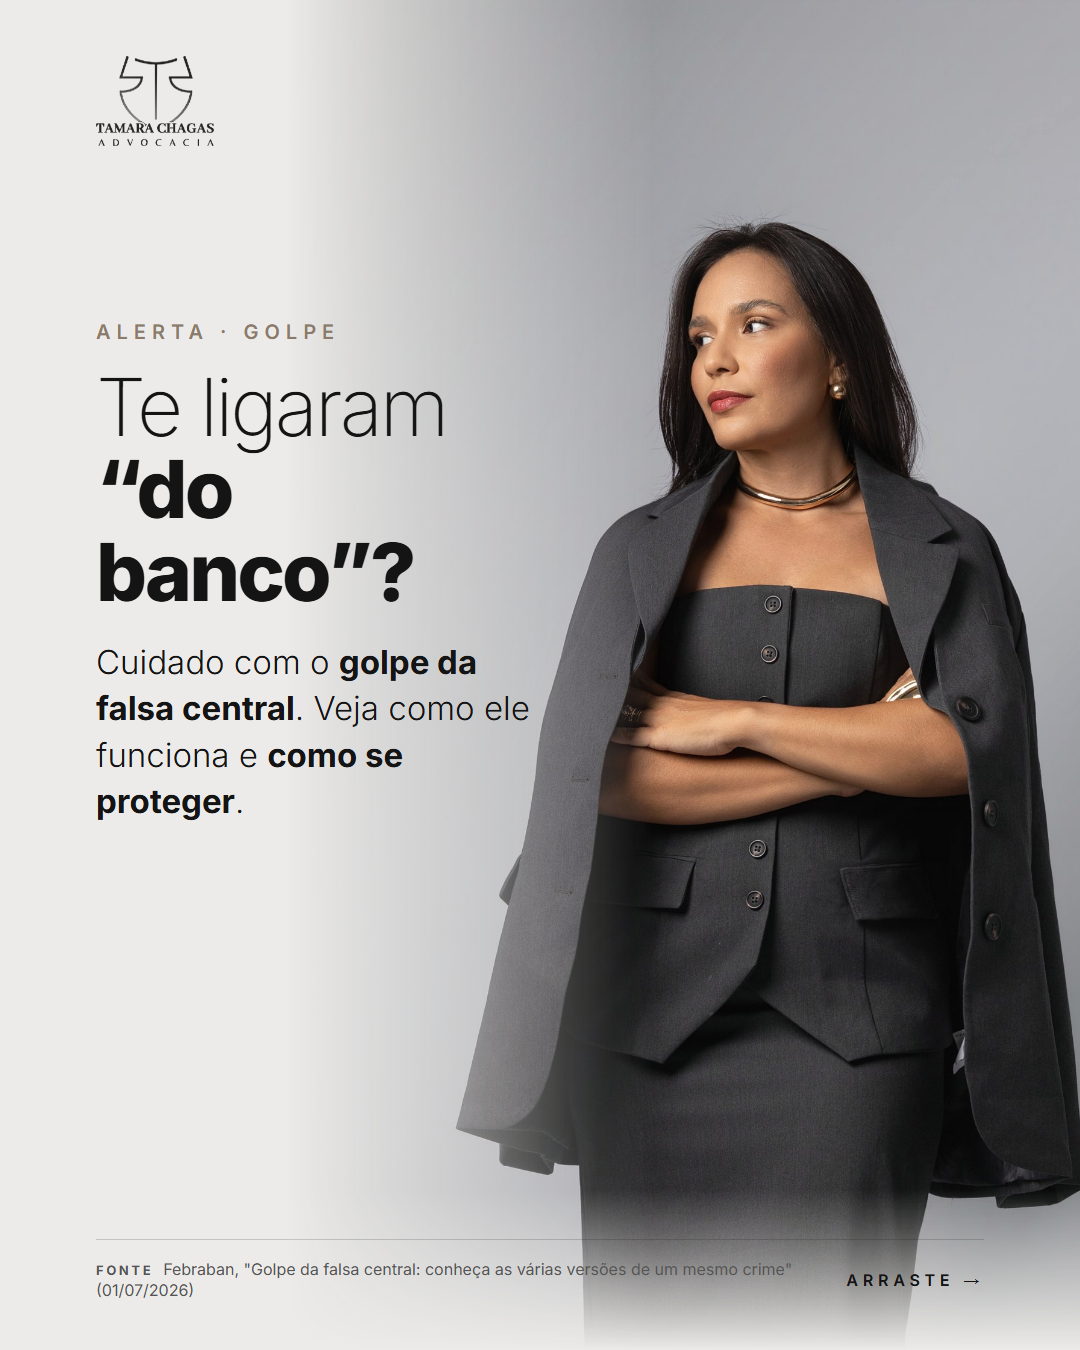 TAMARA CHAGAS
ADVOCACIA
ALERTA · GOLPE
Te ligaram
“do
banco”?
Cuidado com o golpe da
falsa central. Veja como ele
funciona e como se
proteger.
FONTE Febraban, "Golpe da falsa central: conheça as várias versões de um mesmo crime"
(01/07/2026)
ARRASTE →